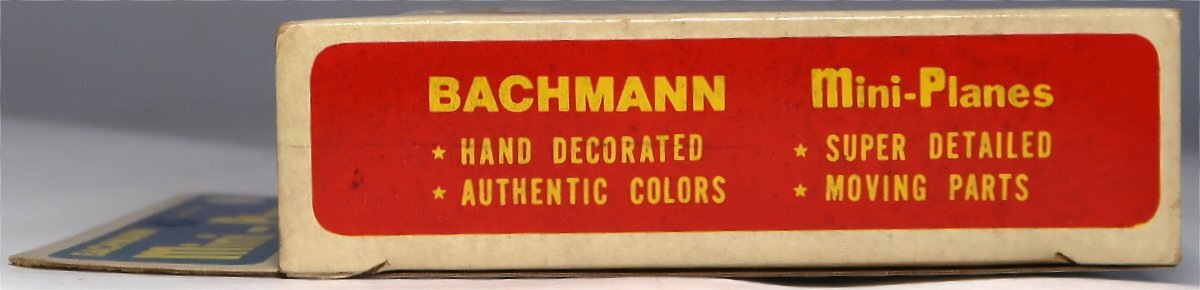 BACHMANN Mini-Planes
★ HAND DECORATED ★ SUPER DETAILED
★ AUTHENTIC COLORS ★ MOVING PARTS